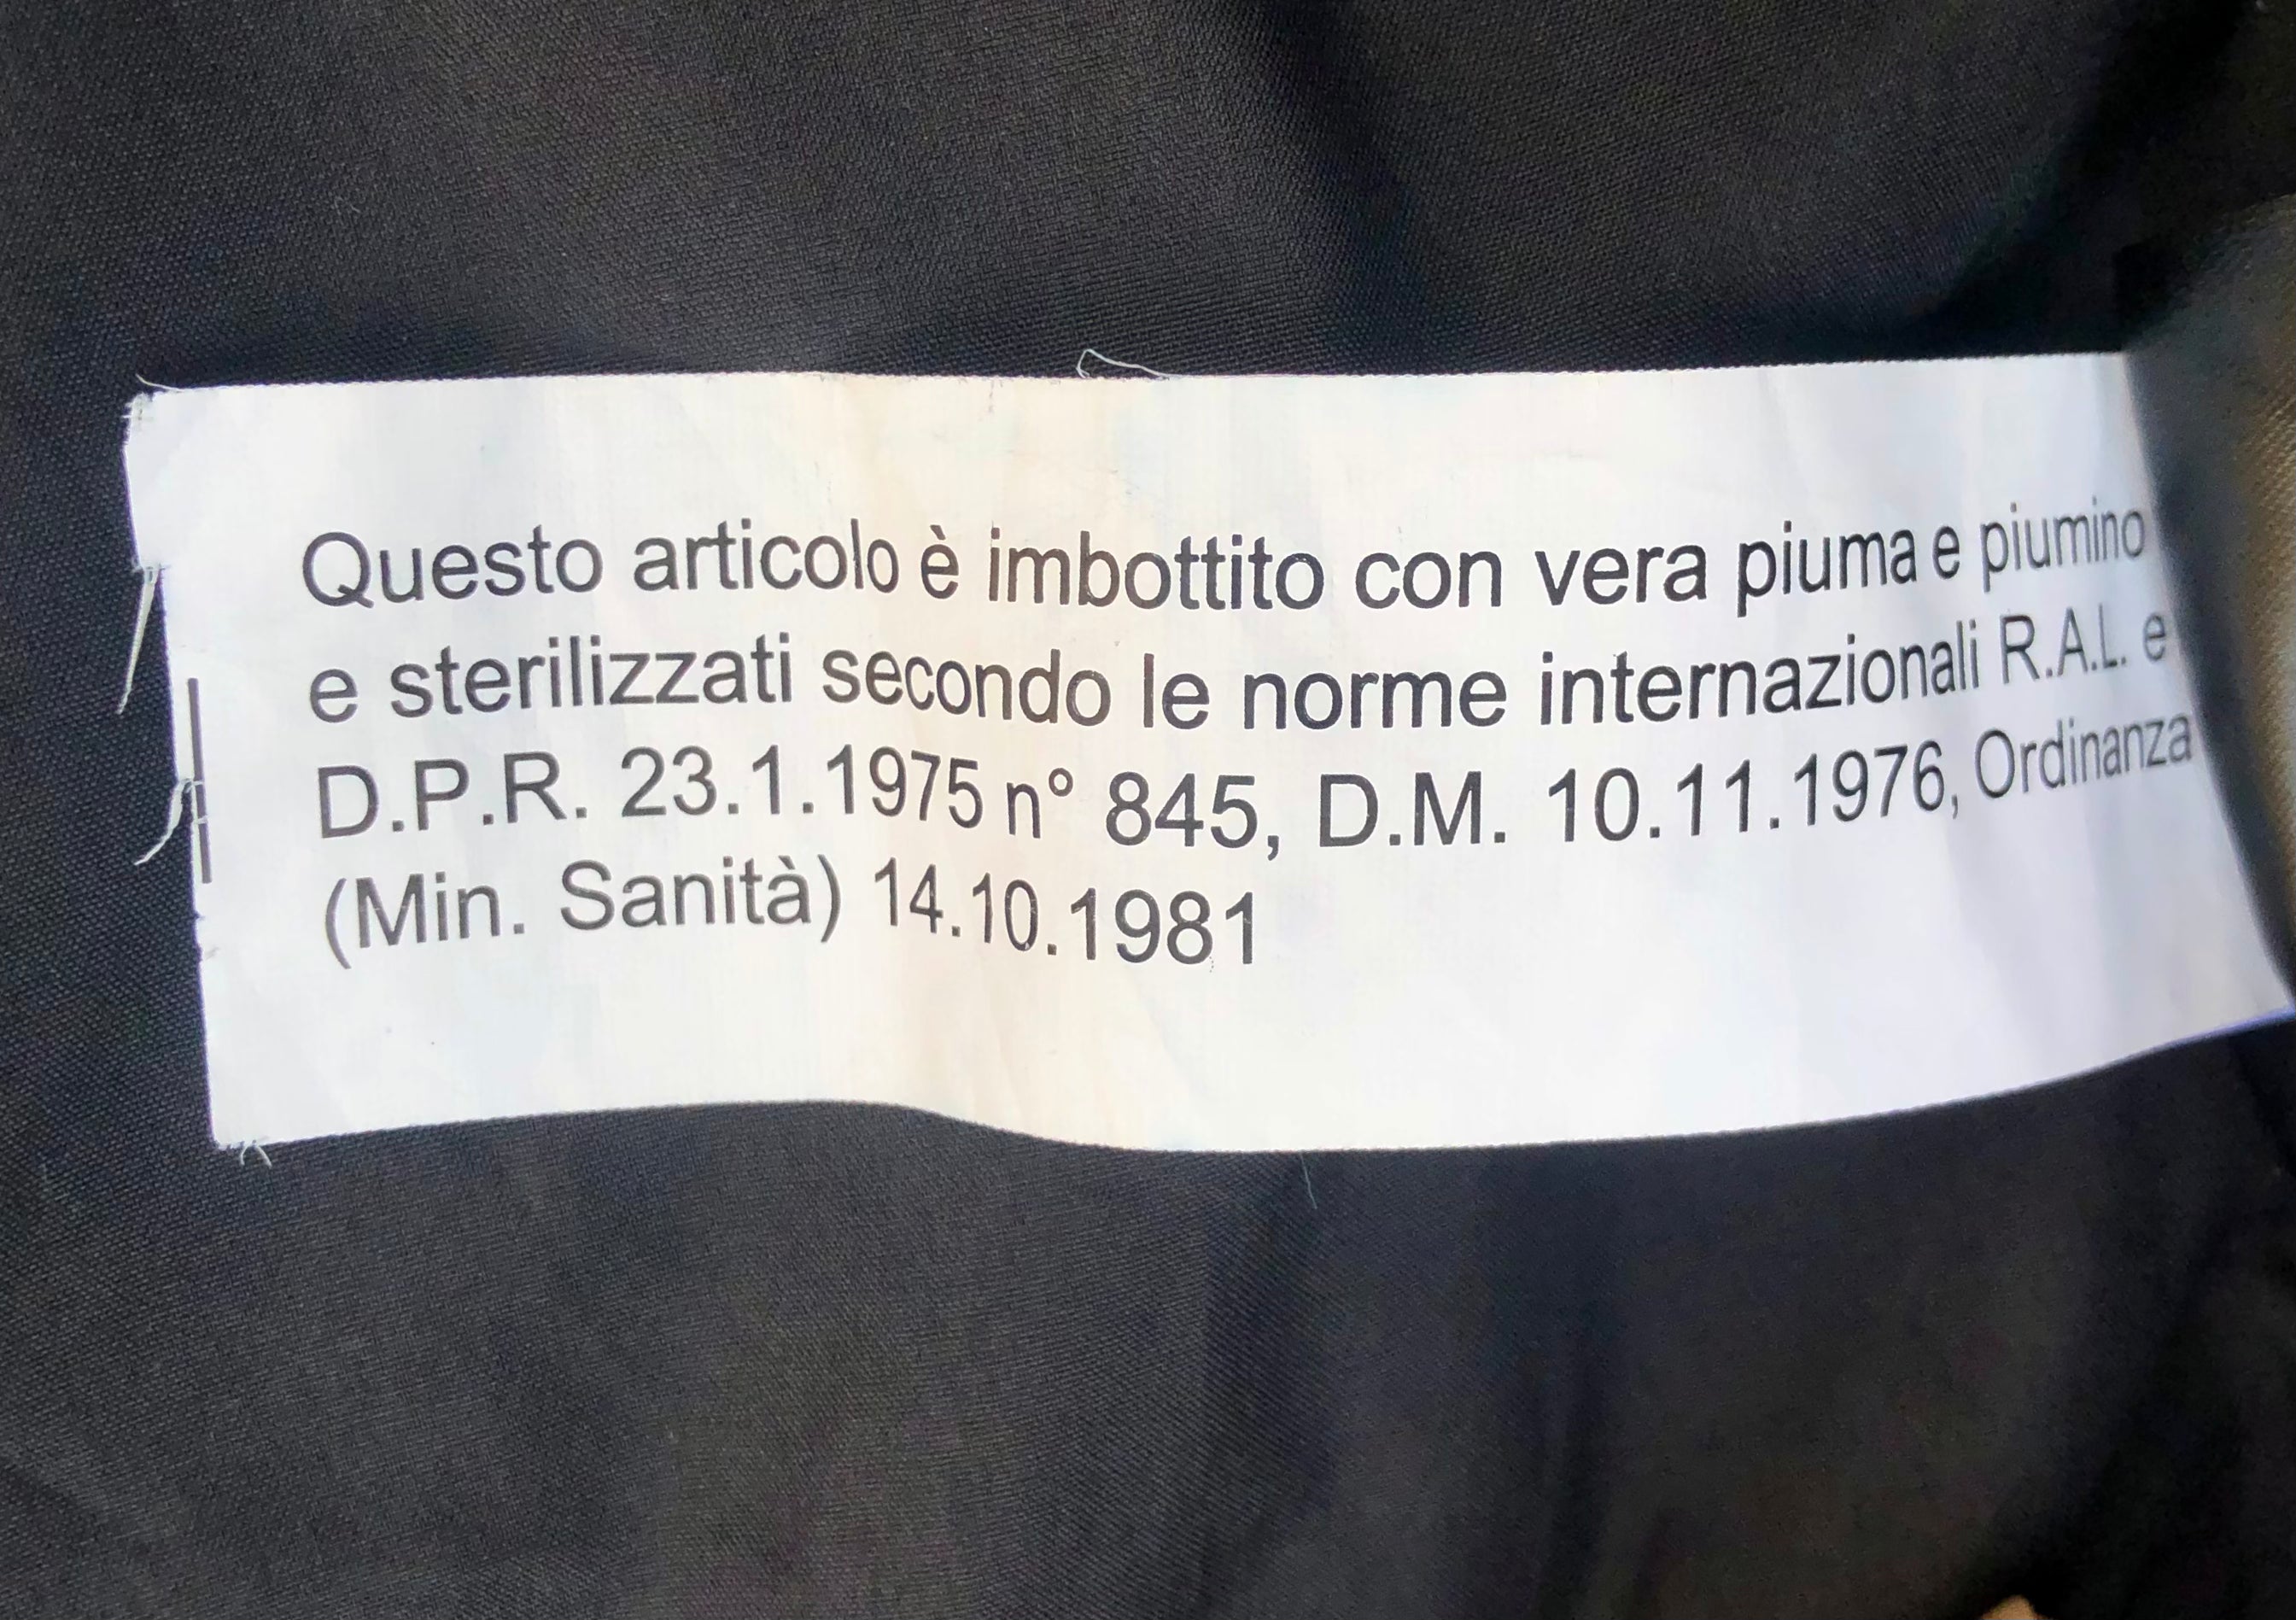 Questo articolo è imbottito con vera piuma e piumino
e sterilizzati secondo le norme internazionali R.A.L. e
D.P.R. 23.1.1975 n° 845, D.M. 10.11.1976, Ordinanza
(Min. Sanità) 14.10.1981